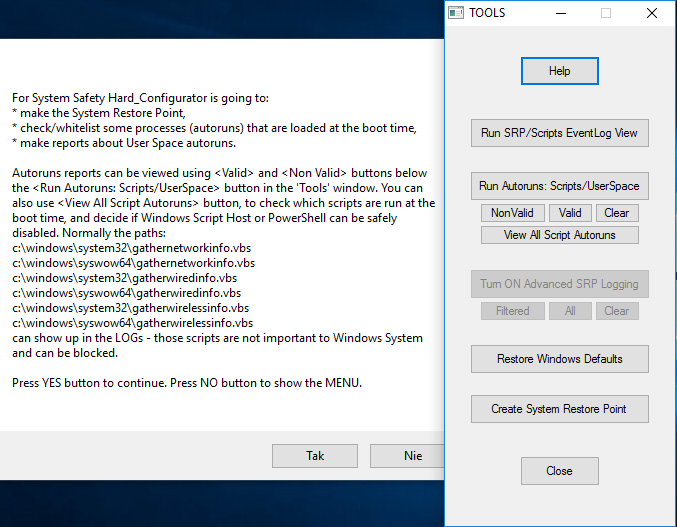 For System Safety Hard_Configurator is going to:
* make the System Restore Point,
* check/whitelist some processes (autoruns) that are loaded at the boot time,
* make reports about User Space autoruns.
Autoruns reports can be viewed using <Valid> and <Non Valid> buttons below
the <Run Autoruns: Scripts/UserSpace> button in the 'Tools' window. You can
also use <View All Script Autoruns> button, to check which scripts are run at the
boot time, and decide if Windows Script Host or PowerShell can be safely
disabled. Normally the paths:
c:\windows\system32\gathernetworkinfo.vbs
c:\windows\syswow64\gathernetworkinfo.vbs
c:\windows\system32\gatherwiredinfo.vbs
c:\windows\syswow64\gatherwiredinfo.vbs
c:\windows\system32\gatherwirelessinfo.vbs
c:\windows\syswow64\gatherwirelessinfo.vbs
can show up in the LOGs - those scripts are not important to Windows System
and can be blocked.
Press YES button to continue. Press NO button to show the MENU.
Tak
Nie
TOOLS
Help
Run SRP/Scripts EventLog View
Run Autoruns: Scripts/UserSpace
NonValid
Valid
Clear
View All Script Autoruns
Turn ON Advanced SRP Logging
Filtered
All
Clear
Restore Windows Defaults
Create System Restore Point
Close